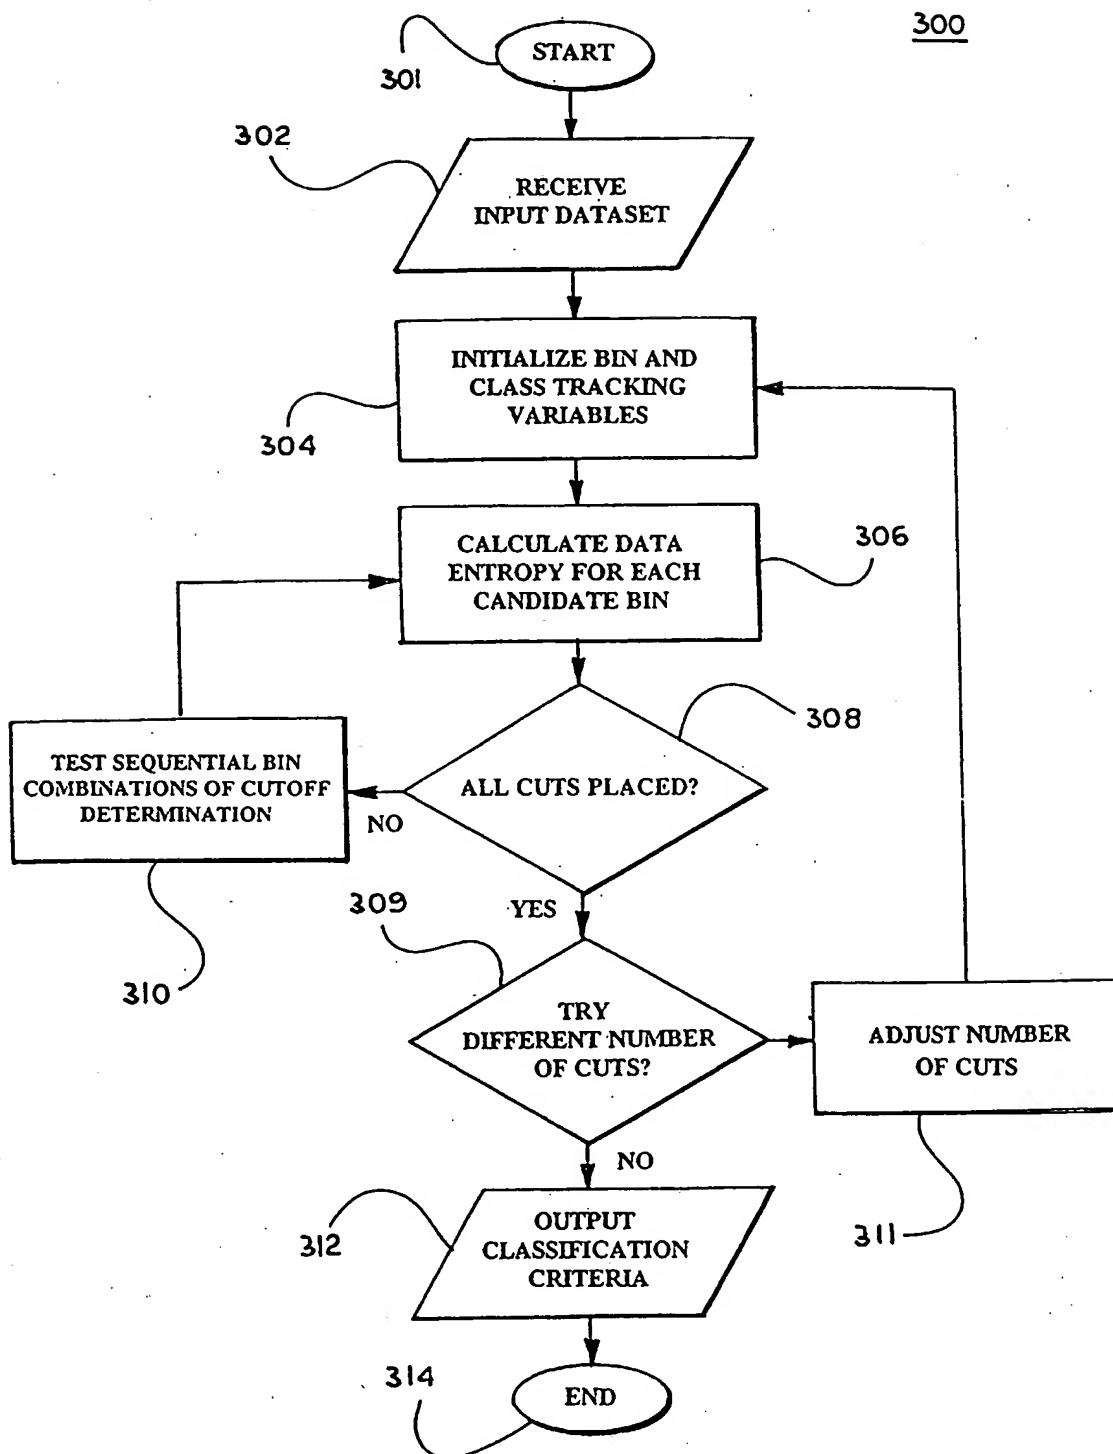 300
START
301
302
RECEIVE
INPUT DATASET
INITIALIZE BIN AND
CLASS TRACKING
VARIABLES
304
CALCULATE DATA
ENTROPY FOR EACH
CANDIDATE BIN
306
308
ALL CUTS PLACED?
NO
TEST SEQUENTIAL BIN
COMBINATIONS OF CUTOFF
DETERMINATION
310
YES
309
TRY
DIFFERENT NUMBER
OF CUTS?
ADJUST NUMBER
OF CUTS
311
NO
312
OUTPUT
CLASSIFICATION
CRITERIA
314
END